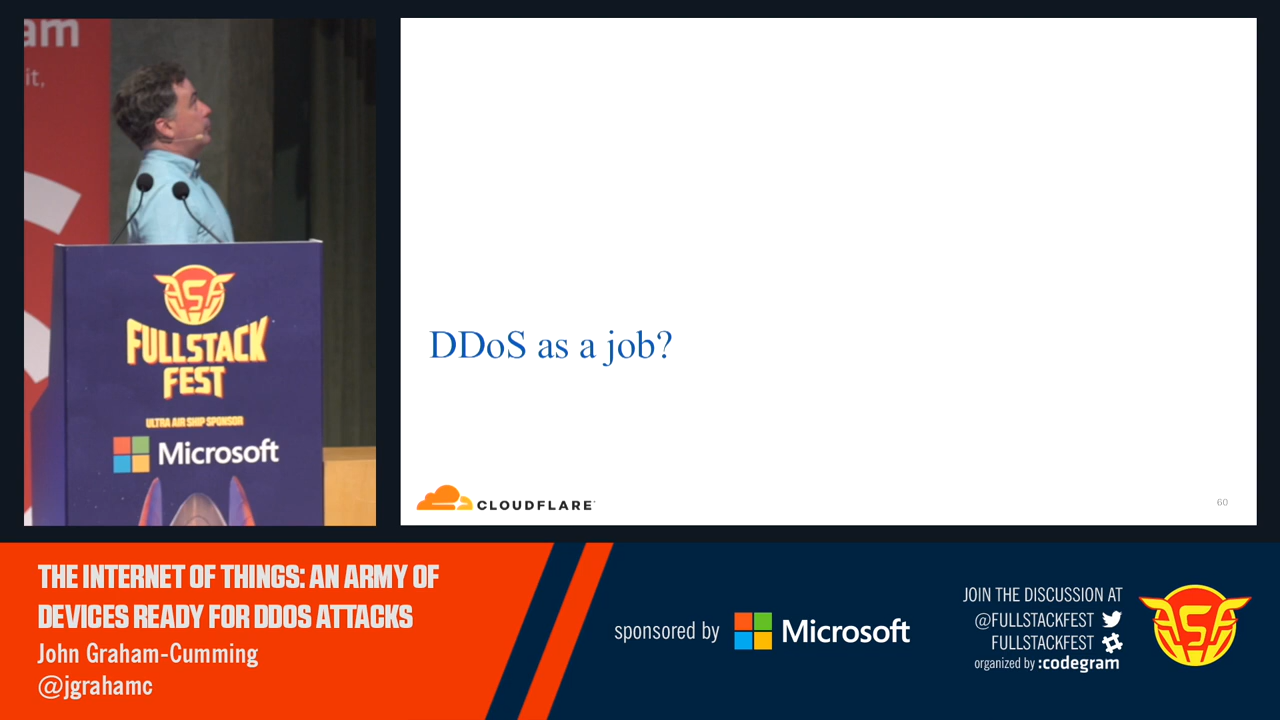 am
it,
FULLSTACK
FEST
ULTRA AIR SHIP SPONSOR
Microsoft
DDoS as a job?
CLOUDFLARE
60
THE INTERNET OF THINGS: AN ARMY OF
DEVICES READY FOR DDOS ATTACKS
John Graham-Cumming
@jgrahamc
sponsored by Microsoft
JOIN THE DISCUSSION AT
@FULLSTACKFEST
FULLSTACKFEST
organized by :codegram